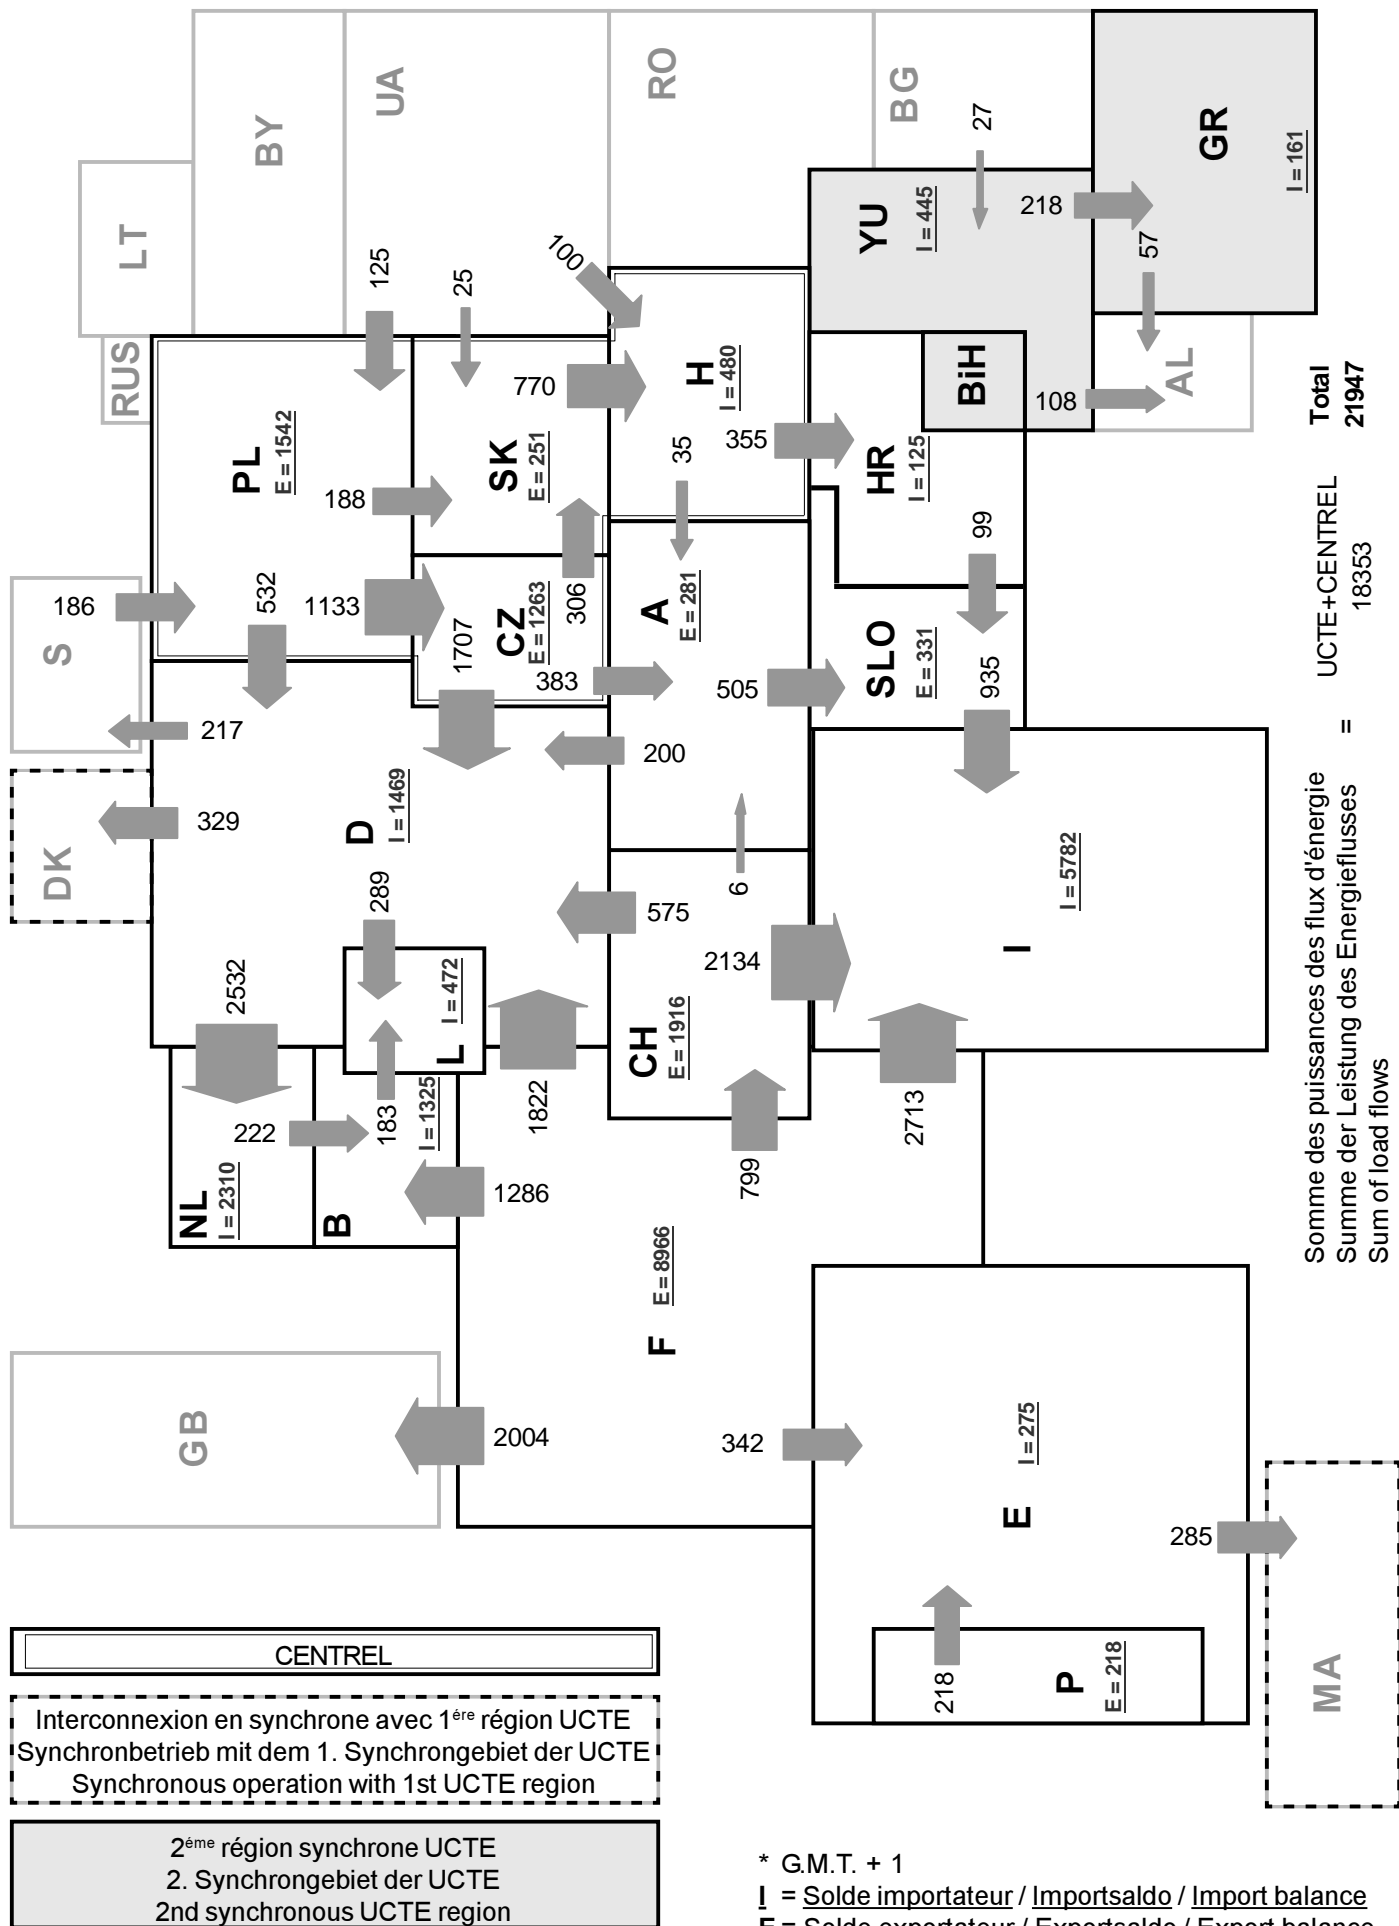 LT
BY
UA
RO
BG
RUS
125
25
100
27
YU
I = 445
218
GR
I = 161
57
PL
E = 1542
188
SK
E = 251
770
H
I = 480
35
355
BiH
108
AL
HR
I = 125
99
S
186
532
1133
1707
CZ
E = 1263
306
383
A
E = 281
505
SLO
E = 331
935
217
200
DK
329
D
I = 1469
289
575
6
2134
I
I = 5782
2532
L
I = 472
CH
E = 1916
222
183
I = 1325
1822
799
2713
NL
I = 2310
B
1286
F
E = 8966
GB
2004
342
E
I = 275
285
218
P
E = 218
MA
Somme des puissances des flux d'énergie
Summe der Leistung des Energieflusses
Sum of load flows
=
UCTE+CENTREL
18353
Total
21947
CENTREL
Interconnexion en synchrone avec 1ére région UCTE
Synchronbetrieb mit dem 1. Synchrongebiet der UCTE
Synchronous operation with 1st UCTE region
2éme région synchrone UCTE
2. Synchrongebiet der UCTE
2nd synchronous UCTE region
* G.M.T. + 1
I = Solde importateur / Importsaldo / Import balance
E = Solde exportateur / Exportsaldo / Export balance